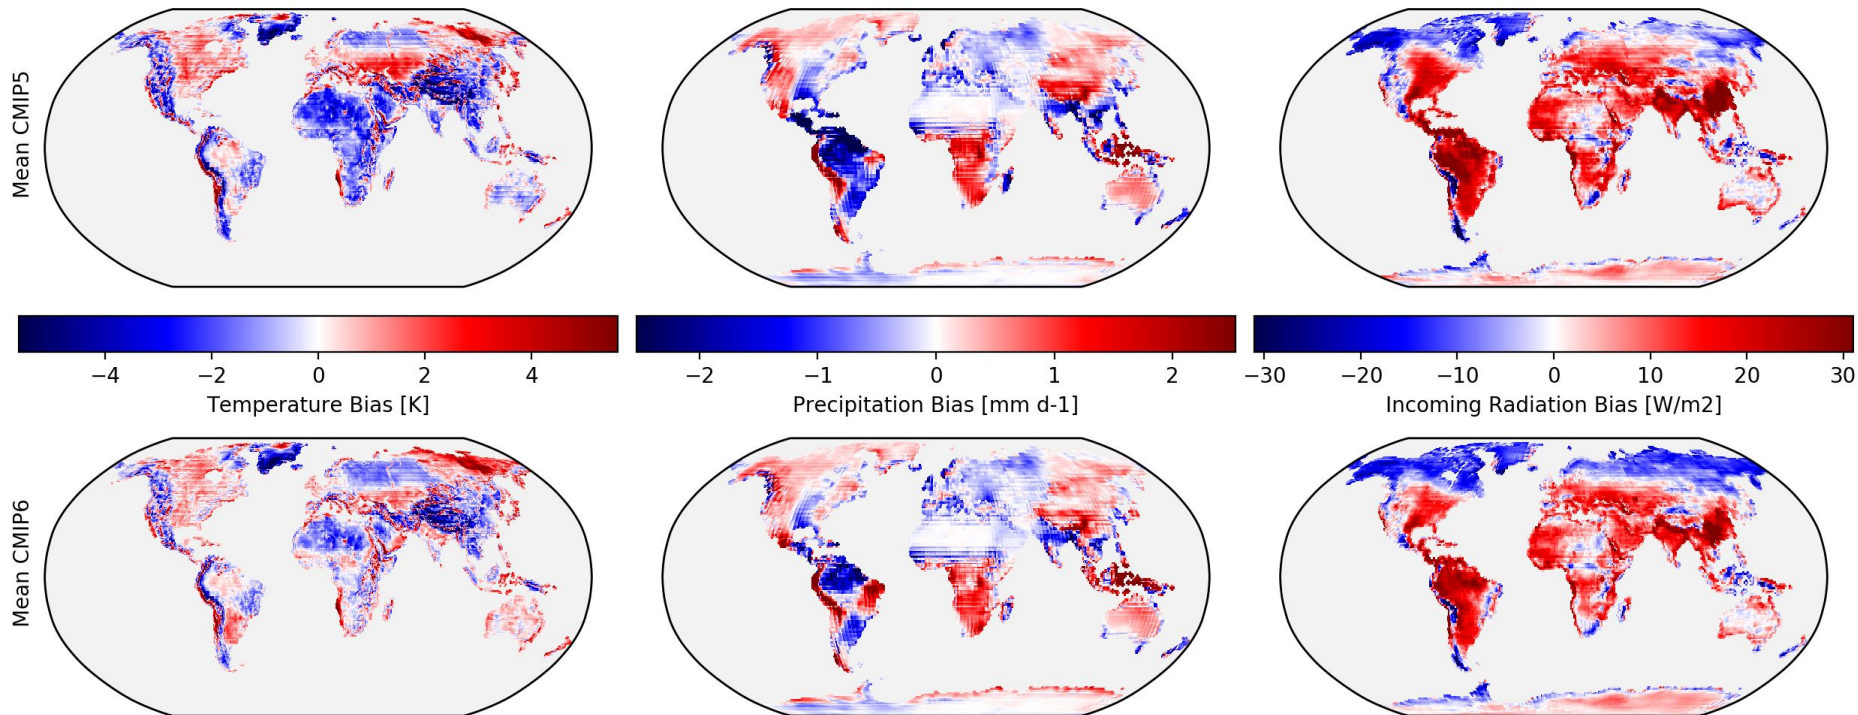 Mean CMIP5
−4 −2 0 2 4
Temperature Bias [K]
−2 −1 0 1 2
Precipitation Bias [mm d-1]
−30 −20 −10 0 10 20 30
Incoming Radiation Bias [W/m2]
Mean CMIP6